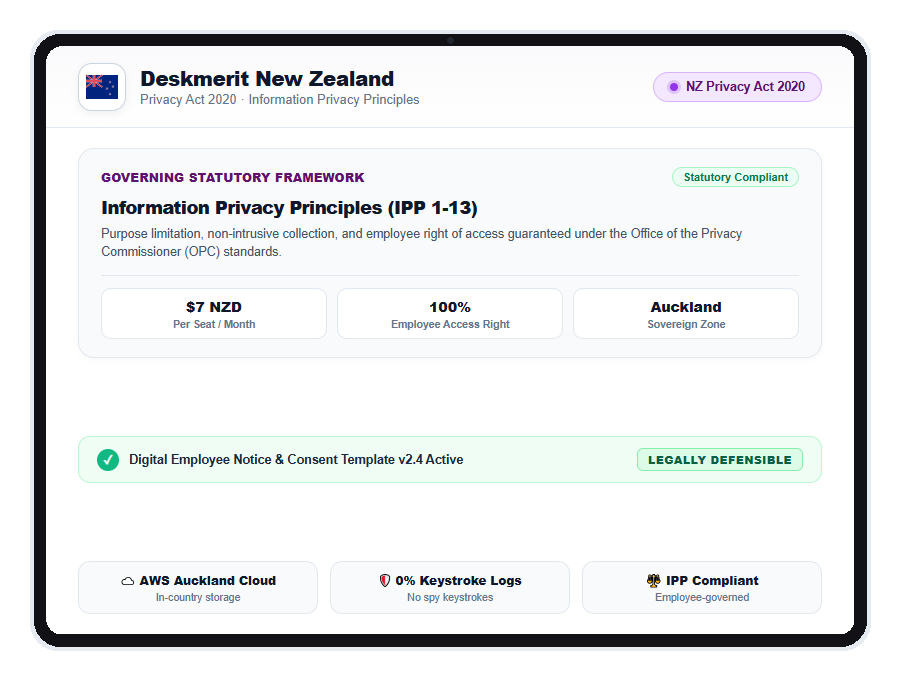 Deskmerit New Zealand
Privacy Act 2020 · Information Privacy Principles
NZ Privacy Act 2020
GOVERNING STATUTORY FRAMEWORK
Statutory Compliant
Information Privacy Principles (IPP 1-13)
Purpose limitation, non-intrusive collection, and employee right of access guaranteed under the Office of the Privacy
Commissioner (OPC) standards.
$7 NZD
Per Seat / Month
100%
Employee Access Right
Auckland
Sovereign Zone
Digital Employee Notice & Consent Template v2.4 Active
LEGALLY DEFENSIBLE
AWS Auckland Cloud
In-country storage
0% Keystroke Logs
No spy keystrokes
IPP Compliant
Employee-governed